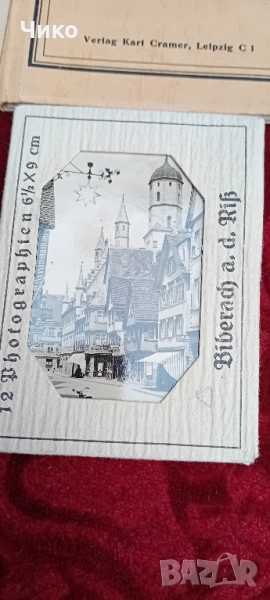 Чико
Verlag Karl Cramer, Leipzig C 1
12 Photographien 6½ X 9 cm
Biberach a. d. Riß
BAZAR